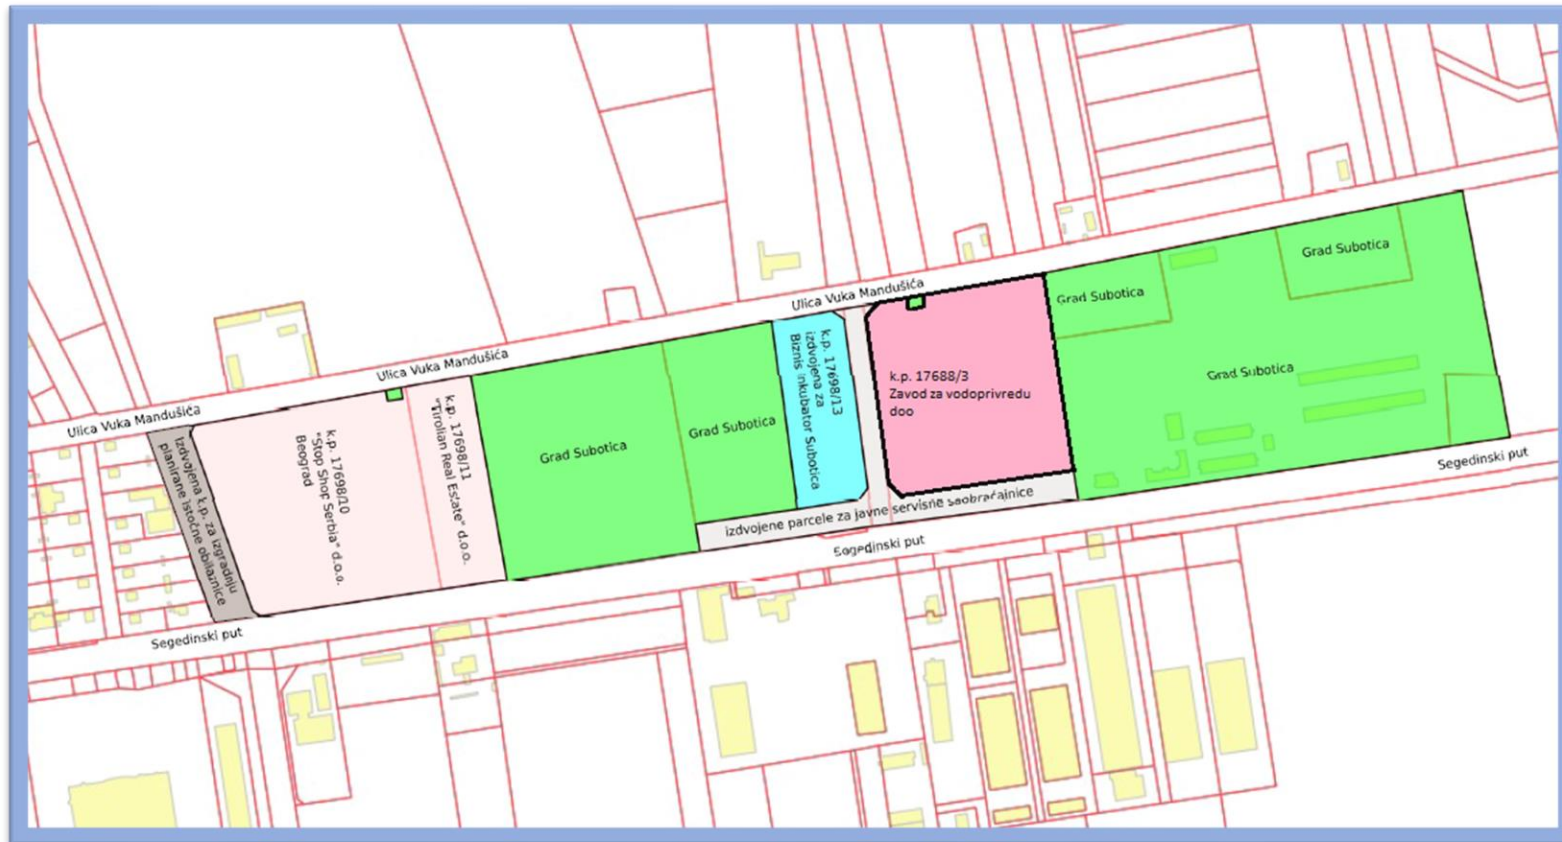 Ulica Vuka Mandušića
Ulica Vuka Mandušića
Ulica Vuka Mandušića
Izdvojena k.p. za izgradnju
planirane istočne obilaznice
k.p. 17698/10
"Stop Shop Serbia" d.o.o.
Beograd
k.p. 17698/11
"Tirolian Real Estate" d.o.o.
Grad Subotica
Grad Subotica
k.p. 17698/13
izdvojena za
Biznis Inkubator Subotica
k.p. 17688/3
Zavod za vodoprivredu
doo
Grad Subotica
Grad Subotica
Grad Subotica
izdvojene parcele za javne servisne saobraćajnice
Segedinski put
Segedinski put
Segedinski put